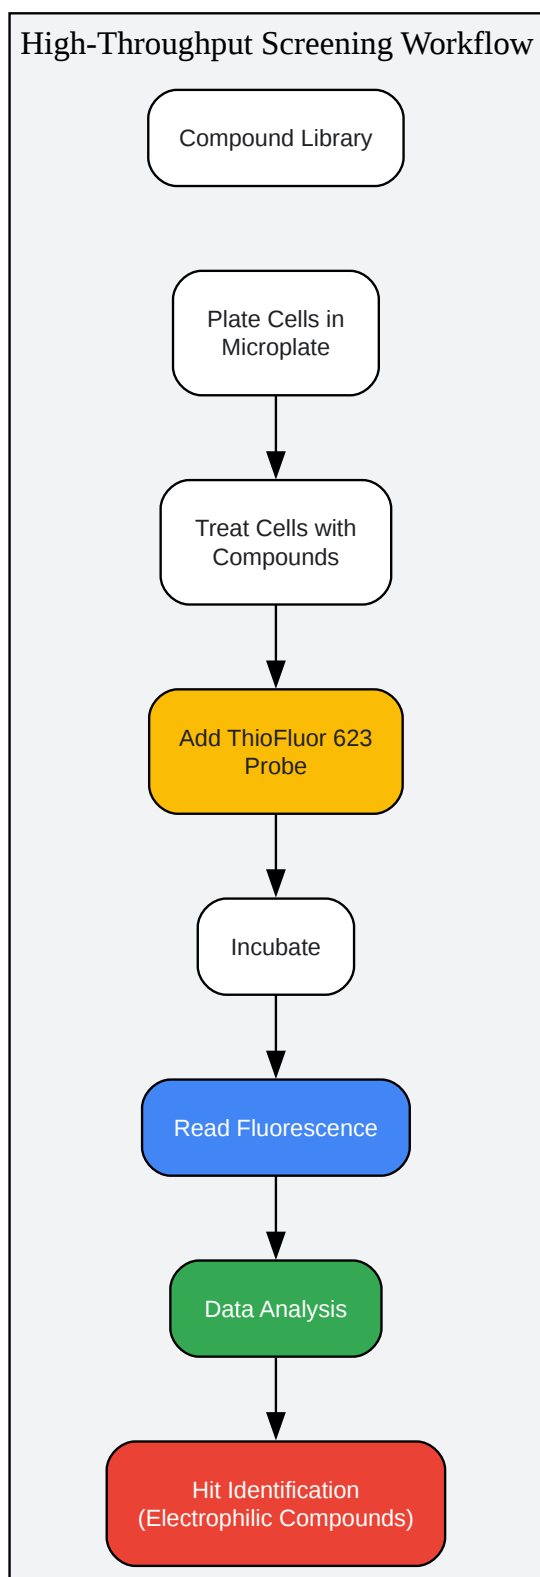 High-Throughput Screening Workflow
Compound Library
Plate Cells in
Microplate
Treat Cells with
Compounds
Add ThioFluor 623
Probe
Incubate
Read Fluorescence
Data Analysis
Hit Identification
(Electrophilic Compounds)